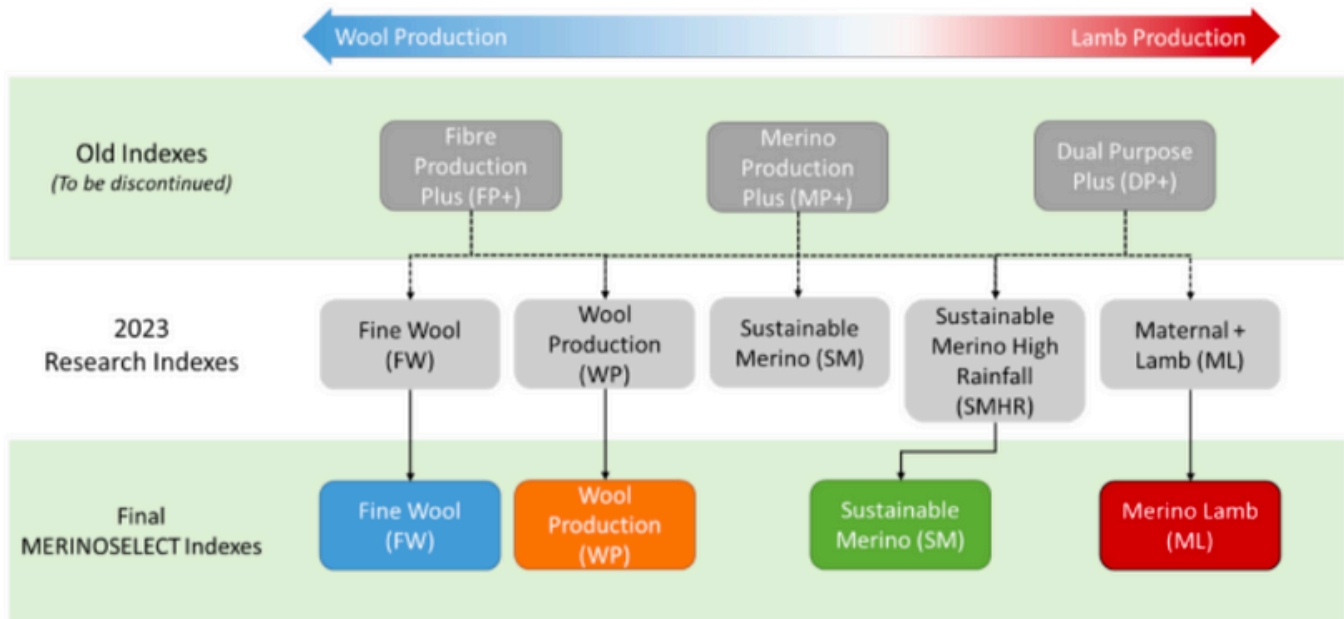 Wool Production
Lamb Production
Old Indexes
(To be discontinued)
Fibre
Production
Plus (FP+)
Merino
Production
Plus (MP+)
Dual Purpose
Plus (DP+)
2023
Research Indexes
Fine Wool
(FW)
Wool
Production
(WP)
Sustainable
Merino (SM)
Sustainable
Merino High
Rainfall
(SMHR)
Maternal +
Lamb (ML)
Final
MERINOSELECT Indexes
Fine Wool
(FW)
Wool
Production
(WP)
Sustainable
Merino (SM)
Merino Lamb
(ML)